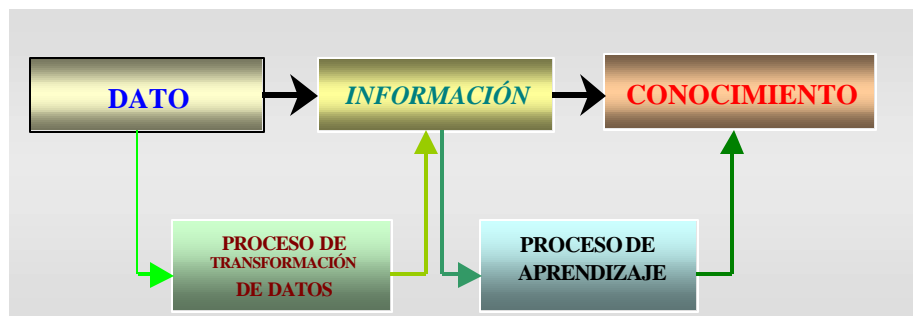 DATO
INFORMACIÓN
CONOCIMIENTO
PROCESO DE
TRANSFORMACIÓN
DE DATOS
PROCESO DE
APRENDIZAJE